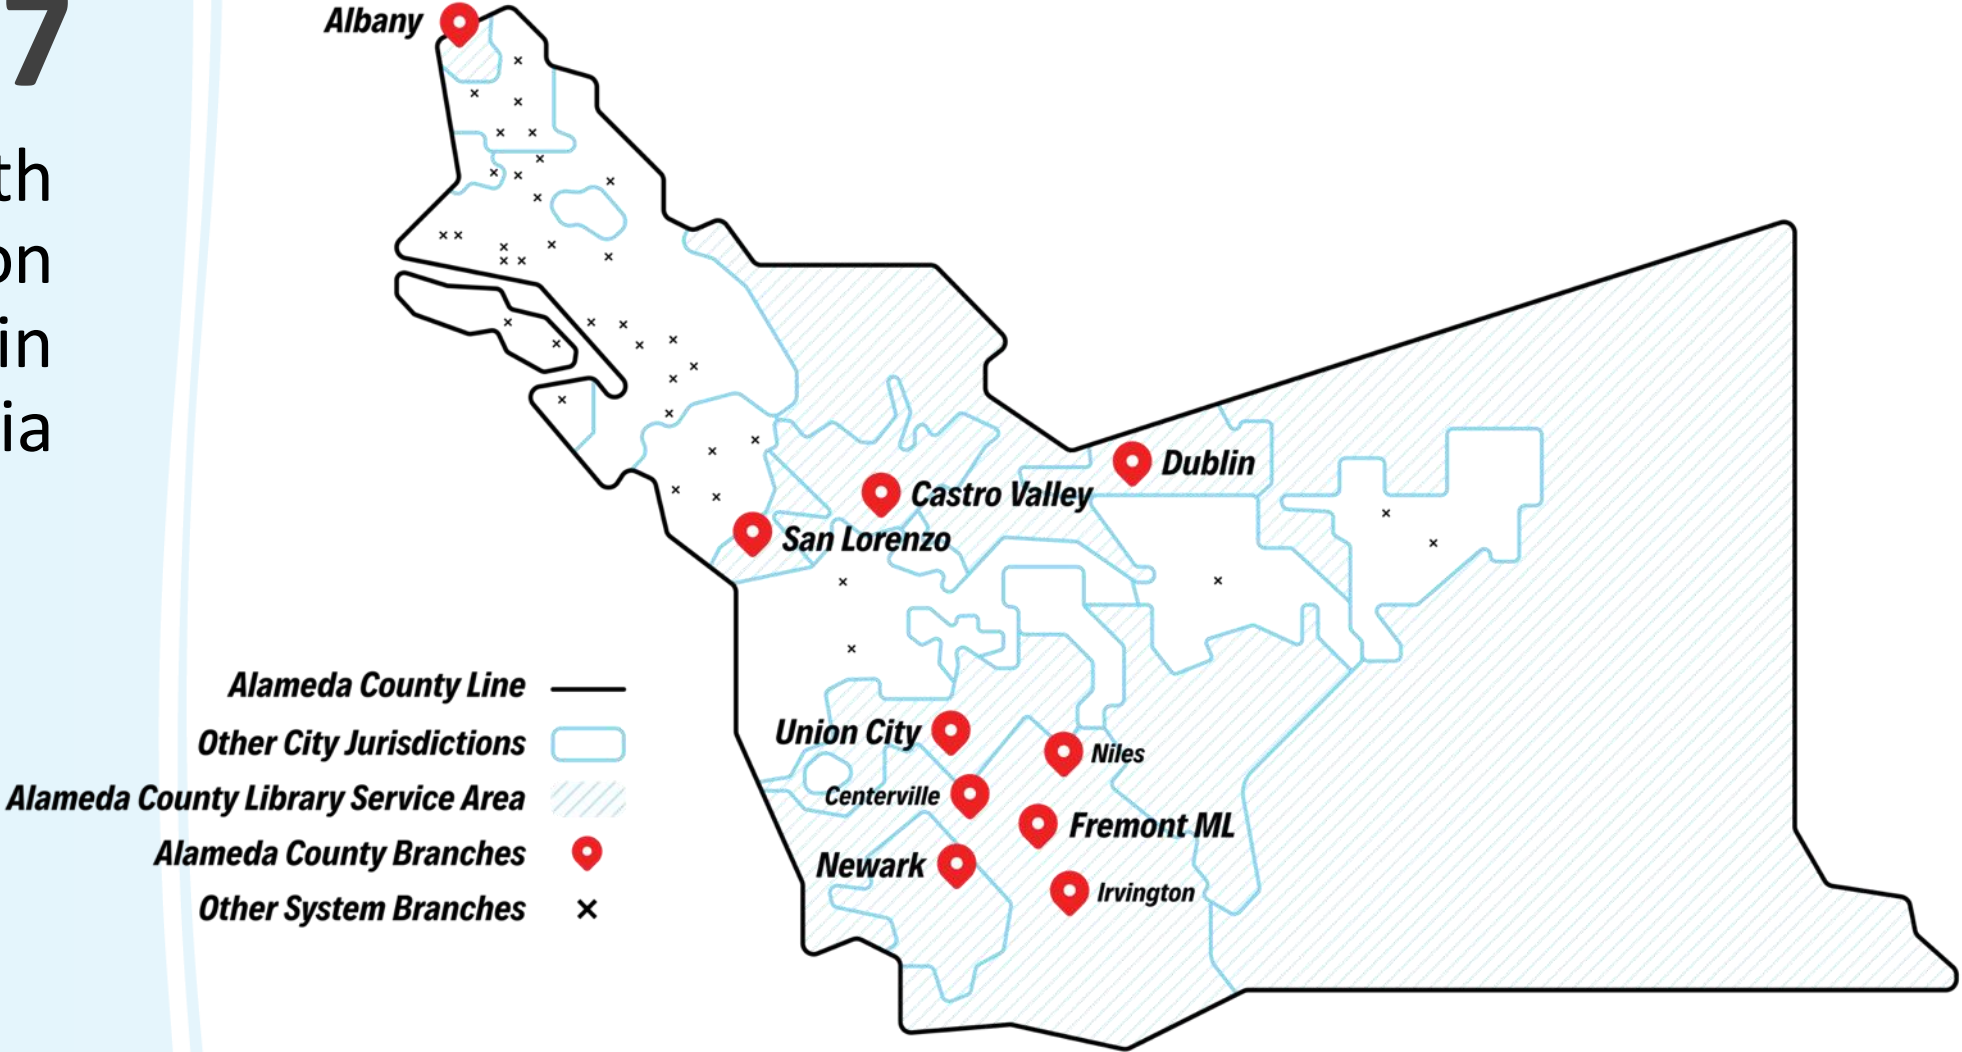 7
th
on
in
ia
Albany
Dublin
Castro Valley
San Lorenzo
Union City
Niles
Centerville
Fremont ML
Newark
Irvington
Alameda County Line
Other City Jurisdictions
Alameda County Library Service Area
Alameda County Branches
Other System Branches